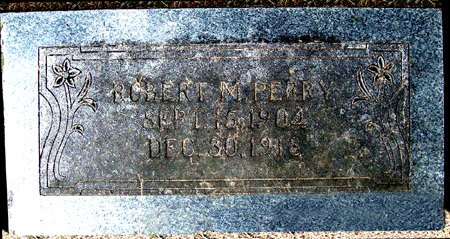 ROBERT M. PERRY
SEPT. 15, 1904
DEC. 30, 1918